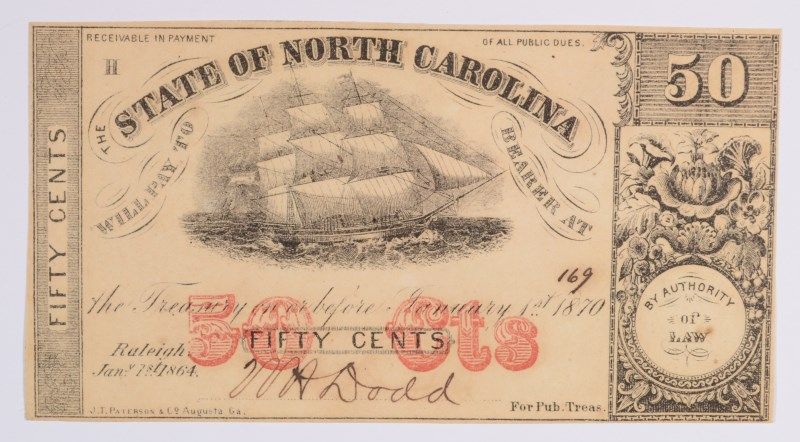 RECEIVABLE IN PAYMENT OF ALL PUBLIC DUES.
H
THE STATE OF NORTH CAROLINA
WILL PAY TO BEARER AT
the Treasury on or before January 1st 1870
169
50 Cts
FIFTY CENTS
Raleigh
Jany 1st 1864.
W H Dodd
For Pub. Treas.
J. T. PATERSON & Co Augusta Ga.
FIFTY CENTS
50
BY AUTHORITY
OF
LAW